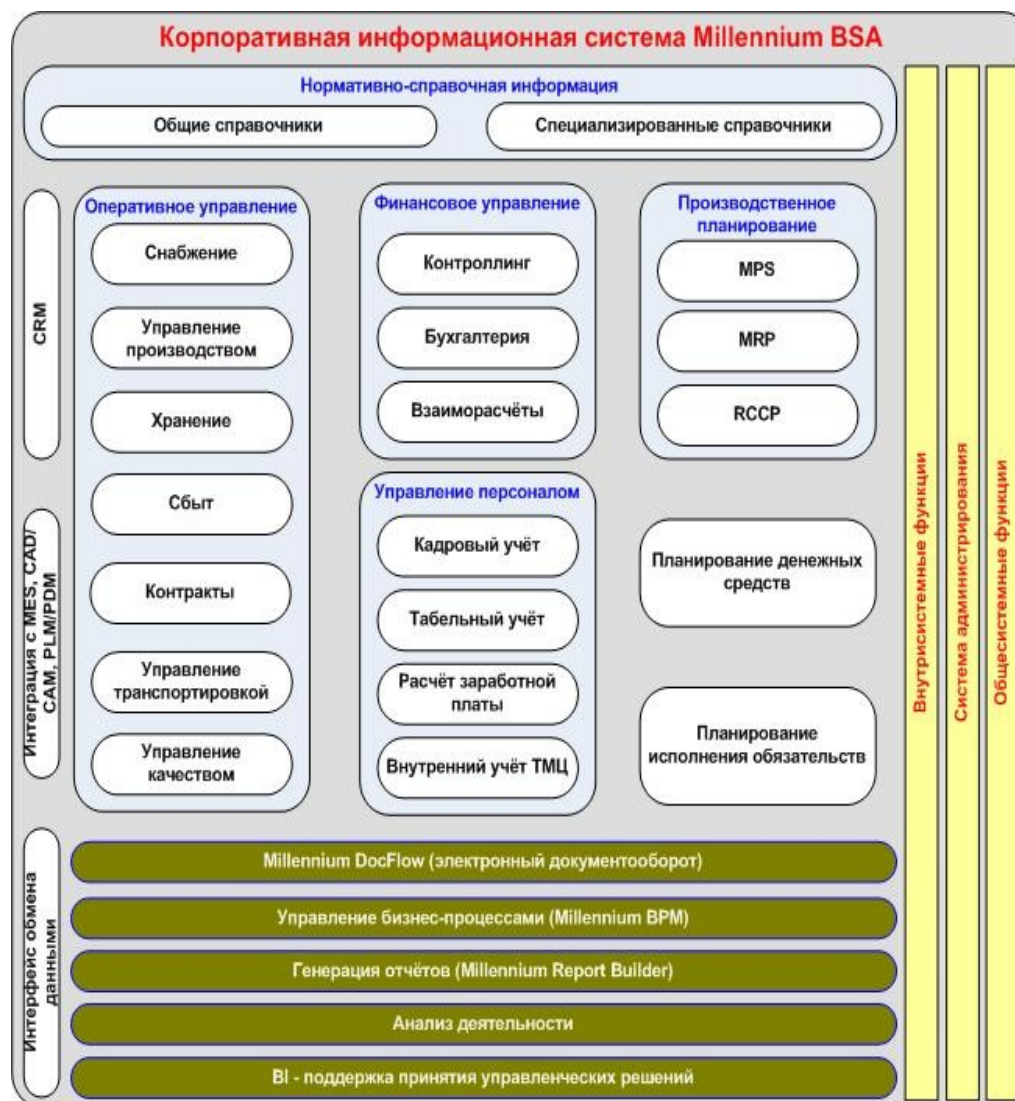 Корпоративная информационная система Millennium BSA
Нормативно-справочная информация
Общие справочники
Специализированные справочники
CRM
Интеграция с MES, CAD/
CAM, PLM/PDM
Интерфейс обмена
данными
Оперативное управление
Снабжение
Управление
производством
Хранение
Сбыт
Контракты
Управление
транспортировкой
Управление
качеством
Финансовое управление
Контроллинг
Бухгалтерия
Взаиморасчёты
Управление персоналом
Кадровый учёт
Табельный учёт
Расчёт заработной
платы
Внутренний учёт ТМЦ
Производственное
планирование
MPS
MRP
RCCP
Планирование денежных
средств
Планирование
исполнения обязательств
Millennium DocFlow (электронный документооборот)
Управление бизнес-процессами (Millennium BPM)
Генерация отчётов (Millennium Report Builder)
Анализ деятельности
BI - поддержка принятия управленческих решений
Внутрисистемные функции
Система администрирования
Общесистемные функции